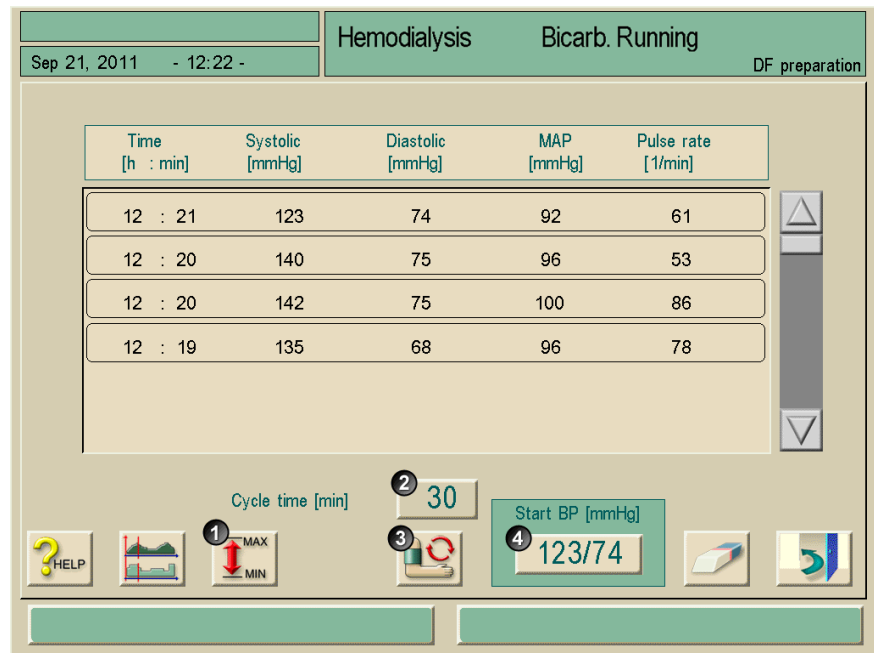 Hemodialysis Bicarb. Running
Sep 21, 2011 - 12:22 -
DF preparation
Time Systolic Diastolic MAP Pulse rate
[h : min] [mmHg] [mmHg] [mmHg] [1/min]
12 : 21 123 74 92 61
12 : 20 140 75 96 53
12 : 20 142 75 100 86
12 : 19 135 68 96 78
Cycle time [min] 2 30
Start BP [mmHg]
HELP
1 MAX
MIN
3
4 123/74